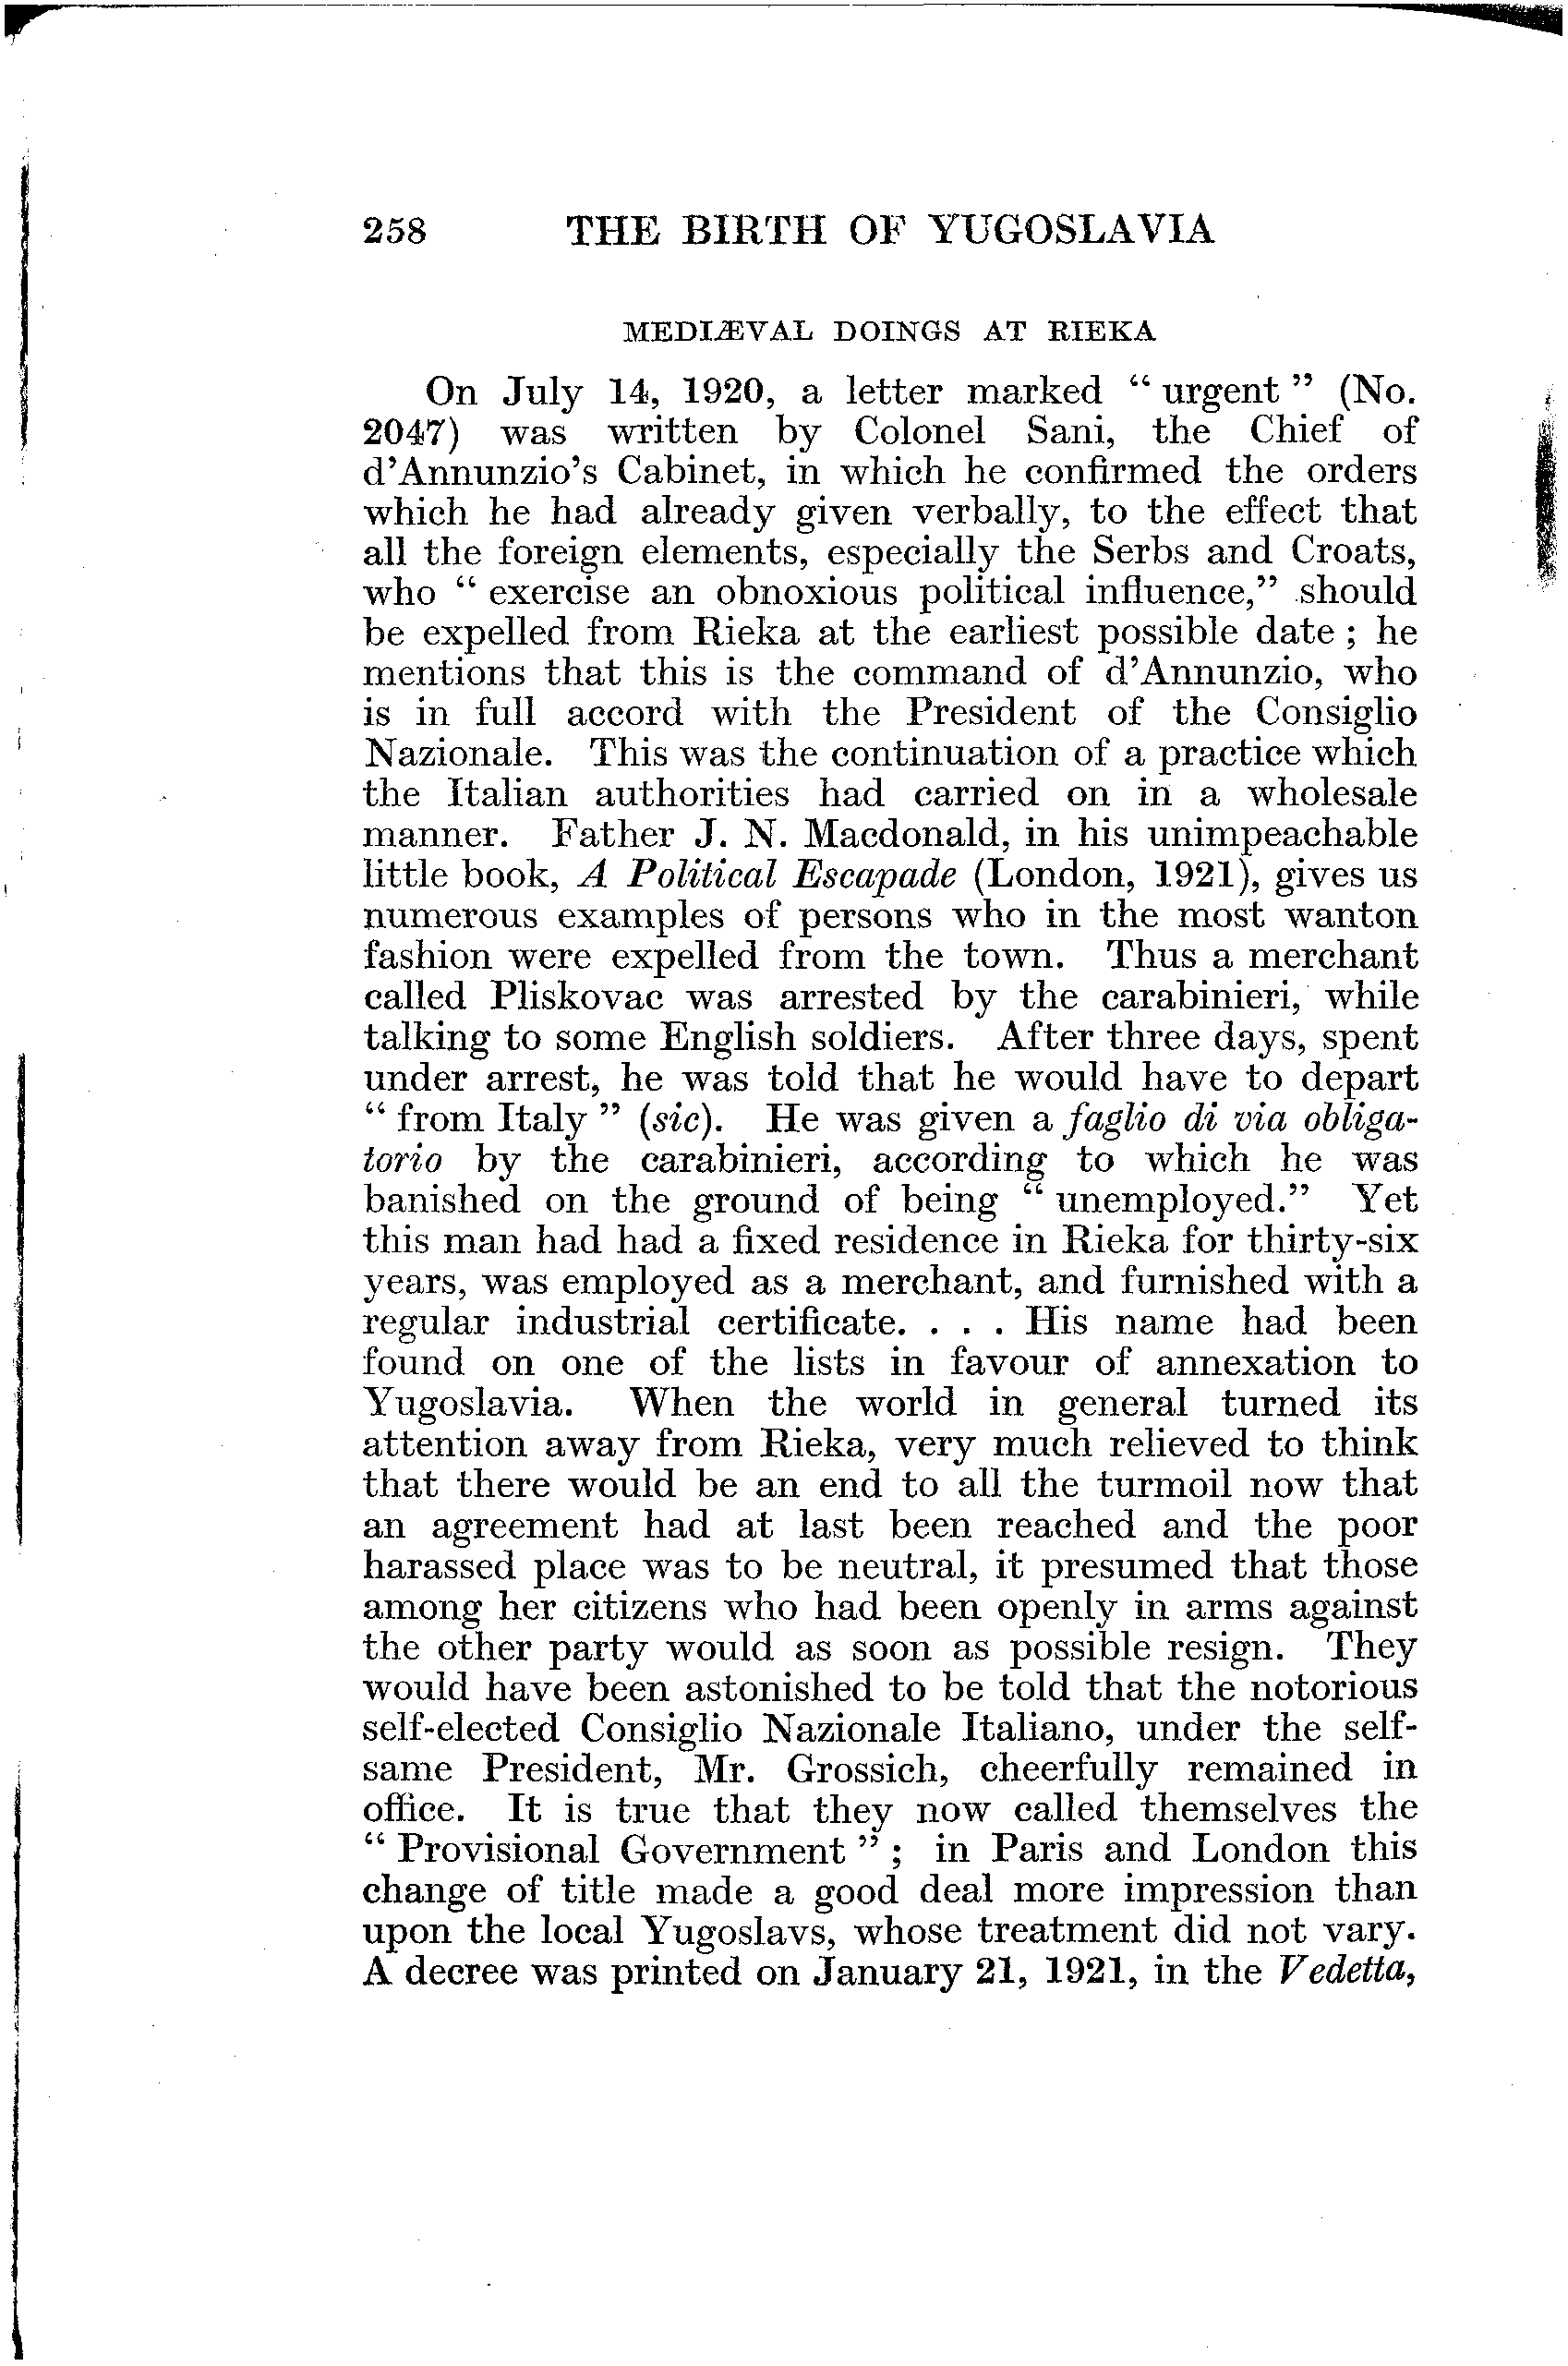 258 THE BIRTH OF YUGOSLAVIA
MEDIÆVAL DOINGS AT RIEKA
On July 14, 1920, a letter marked “ urgent ” (No.
2047) was written by Colonel Sani, the Chief of
d’Annunzio’s Cabinet, in which he confirmed the orders
which he had already given verbally, to the effect that
all the foreign elements, especially the Serbs and Croats,
who “ exercise an obnoxious political influence,” should
be expelled from Rieka at the earliest possible date ; he
mentions that this is the command of d’Annunzio, who
is in full accord with the President of the Consiglio
Nazionale. This was the continuation of a practice which
the Italian authorities had carried on in a wholesale
manner. Father J. N. Macdonald, in his unimpeachable
little book, A Political Escapade (London, 1921), gives us
numerous examples of persons who in the most wanton
fashion were expelled from the town. Thus a merchant
called Pliskovac was arrested by the carabinieri, while
talking to some English soldiers. After three days, spent
under arrest, he was told that he would have to depart
“ from Italy ” (sic). He was given a faglio di via obliga-
torio by the carabinieri, according to which he was
banished on the ground of being “ unemployed.” Yet
this man had had a fixed residence in Rieka for thirty-six
years, was employed as a merchant, and furnished with a
regular industrial certificate. . . . His name had been
found on one of the lists in favour of annexation to
Yugoslavia. When the world in general turned its
attention away from Rieka, very much relieved to think
that there would be an end to all the turmoil now that
an agreement had at last been reached and the poor
harassed place was to be neutral, it presumed that those
among her citizens who had been openly in arms against
the other party would as soon as possible resign. They
would have been astonished to be told that the notorious
self-elected Consiglio Nazionale Italiano, under the self-
same President, Mr. Grossich, cheerfully remained in
office. It is true that they now called themselves the
“ Provisional Government ” ; in Paris and London this
change of title made a good deal more impression than
upon the local Yugoslavs, whose treatment did not vary.
A decree was printed on January 21, 1921, in the Vedetta,